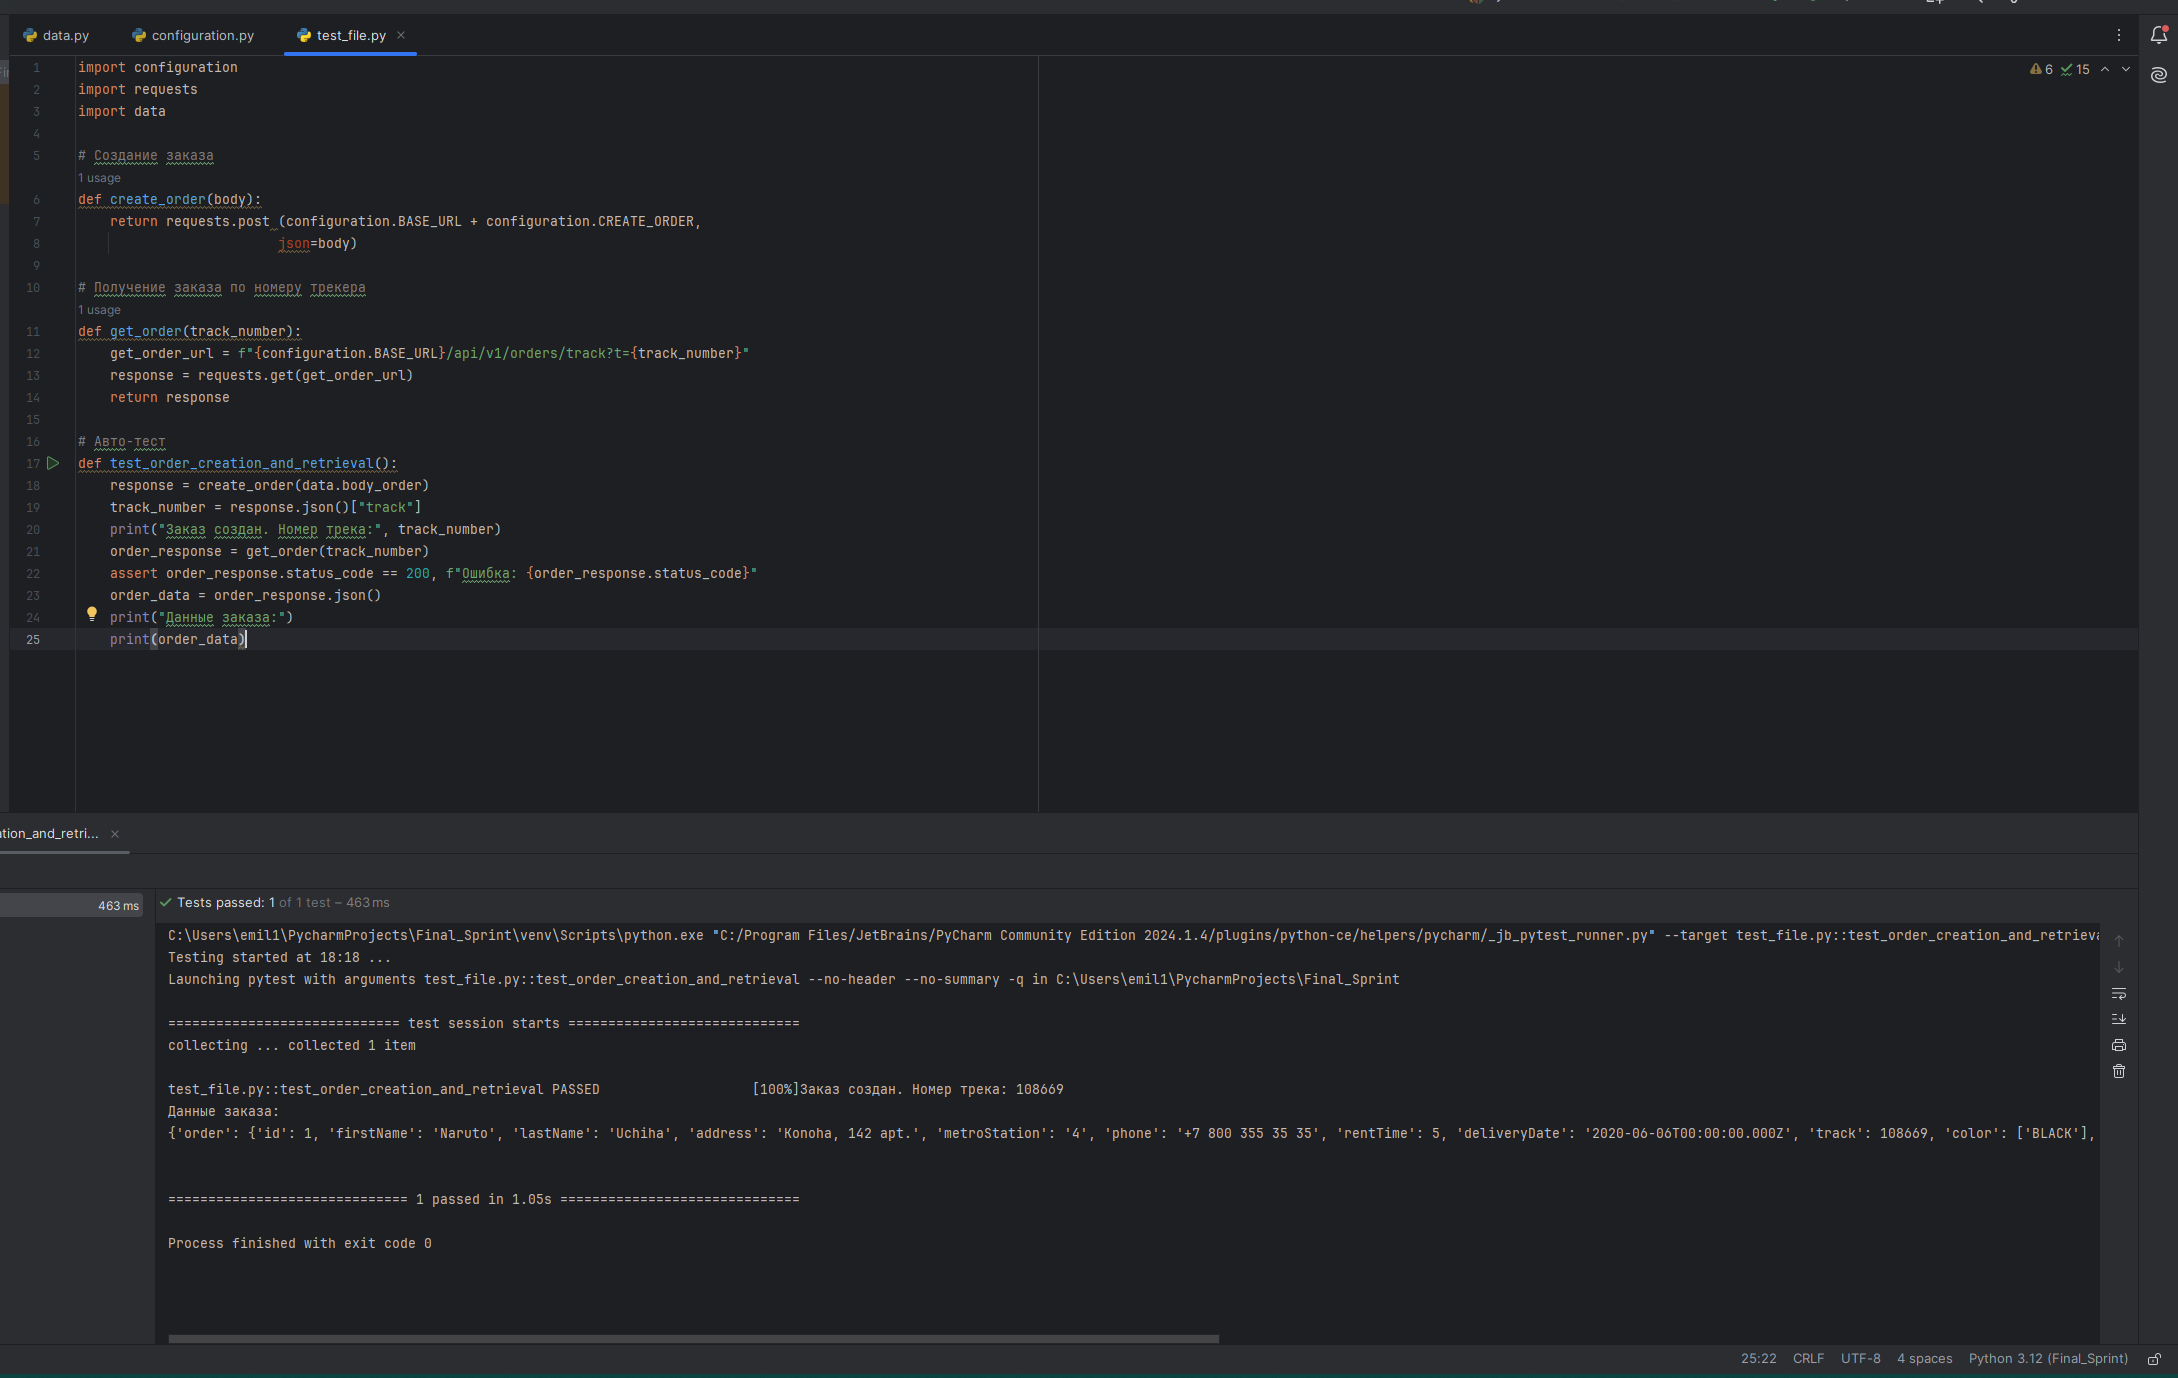 data.py
configuration.py
test_file.py
6 15
1 import configuration
2 import requests
3 import data
4
5 # Создание заказа
1 usage
6 def create_order(body):
7 return requests.post (configuration.BASE_URL + configuration.CREATE_ORDER,
8 json=body)
9
10 # Получение заказа по номеру трекера
1 usage
11 def get_order(track_number):
12 get_order_url = f"{configuration.BASE_URL}/api/v1/orders/track?t={track_number}"
13 response = requests.get(get_order_url)
14 return response
15
16 # Авто-тест
17 def test_order_creation_and_retrieval():
18 response = create_order(data.body_order)
19 track_number = response.json()["track"]
20 print("Заказ создан. Номер трека:", track_number)
21 order_response = get_order(track_number)
22 assert order_response.status_code == 200, f"Ошибка: {order_response.status_code}"
23 order_data = order_response.json()
24 print("Данные заказа:")
25 print(order_data)
tion_and_retri...
463 ms
Tests passed: 1 of 1 test – 463 ms
C:\Users\emil1\PycharmProjects\Final_Sprint\venv\Scripts\python.exe "C:/Program Files/JetBrains/PyCharm Community Edition 2024.1.4/plugins/python-ce/helpers/pycharm/_jb_pytest_runner.py" --target test_file.py::test_order_creation_and_retrieva
Testing started at 18:18 ...
Launching pytest with arguments test_file.py::test_order_creation_and_retrieval --no-header --no-summary -q in C:\Users\emil1\PycharmProjects\Final_Sprint
============================= test session starts =============================
collecting ... collected 1 item
test_file.py::test_order_creation_and_retrieval PASSED [100%]Заказ создан. Номер трека: 108669
Данные заказа:
{'order': {'id': 1, 'firstName': 'Naruto', 'lastName': 'Uchiha', 'address': 'Konoha, 142 apt.', 'metroStation': '4', 'phone': '+7 800 355 35 35', 'rentTime': 5, 'deliveryDate': '2020-06-06T00:00:00.000Z', 'track': 108669, 'color': ['BLACK'],
============================== 1 passed in 1.05s ==============================
Process finished with exit code 0
25:22 CRLF UTF-8 4 spaces Python 3.12 (Final_Sprint)